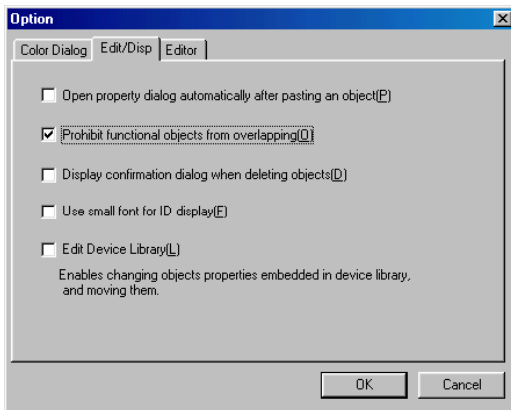 Option
Color Dialog Edit/Disp Editor
Open property dialog automatically after pasting an object(P)
Prohibit functional objects from overlapping(O)
Display confirmation dialog when deleting objects(D)
Use small font for ID display(F)
Edit Device Library(L)
Enables changing objects properties embedded in device library,
and moving them.
OK Cancel